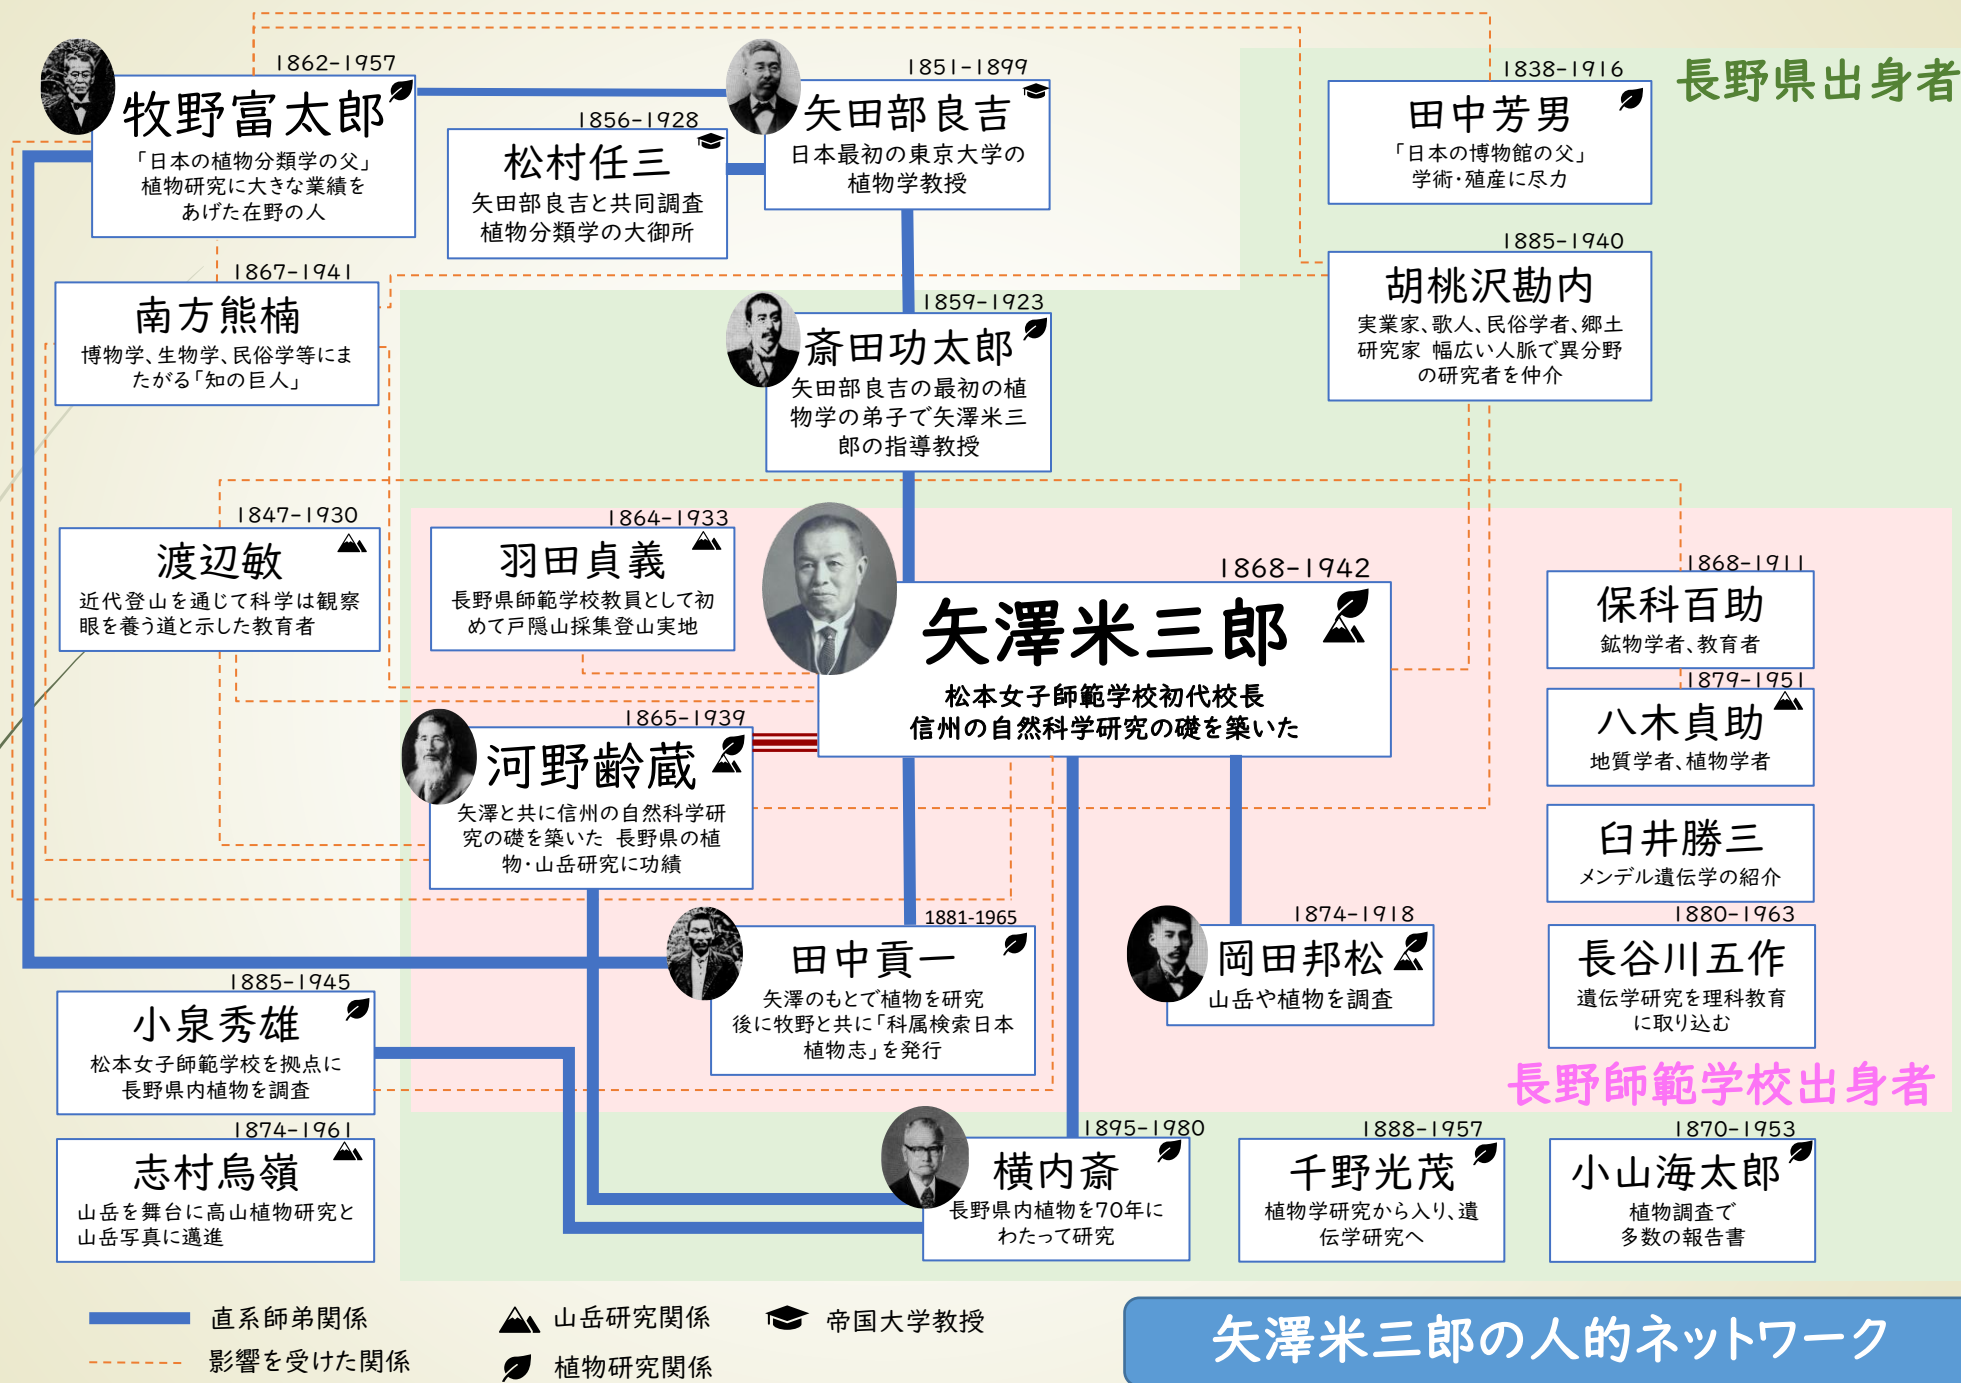 1862-1957
牧野富太郎
「日本の植物分類学の父」
植物研究に大きな業績を
あげた在野の人
1851-1899
矢田部良吉
日本最初の東京大学の
植物学教授
1856-1928
松村任三
矢田部良吉と共同調査
植物分類学の大御所
長野県出身者
1838-1916
田中芳男
「日本の博物館の父」
学術・殖産に尽力
1867-1941
南方熊楠
博物学、生物学、民俗学等にま
たがる「知の巨人」
1859-1923
斎田功太郎
矢田部良吉の最初の植
物学の弟子で矢澤米三
郎の指導教授
1885-1940
胡桃沢勘内
実業家、歌人、民俗学者、郷土
研究家 幅広い人脈で異分野
の研究者を仲介
1847-1930
渡辺敏
近代登山を通じて科学は観察
眼を養う道と示した教育者
1864-1933
羽田貞義
長野県師範学校教員として初
めて戸隠山採集登山実地
1868-1942
矢澤米三郎
松本女子師範学校初代校長
信州の自然科学研究の礎を築いた
1868-1911
保科百助
鉱物学者、教育者
1879-1951
八木貞助
地質学者、植物学者
1865-1939
河野齢蔵
矢澤と共に信州の自然科学研
究の礎を築いた 長野県の植
物・山岳研究に功績
臼井勝三
メンデル遺伝学の紹介
1881-1965
田中貢一
矢澤のもとで植物を研究
後に牧野と共に「科属検索日本
植物志」を発行
1874-1918
岡田邦松
山岳や植物を調査
1880-1963
長谷川五作
遺伝学研究を理科教育
に取り込む
1885-1945
小泉秀雄
松本女子師範学校を拠点に
長野県内植物を調査
長野師範学校出身者
1874-1961
志村烏嶺
山岳を舞台に高山植物研究と
山岳写真に邁進
1895-1980
横内斎
長野県内植物を70年に
わたって研究
1888-1957
千野光茂
植物学研究から入り、遺
伝学研究へ
1870-1953
小山海太郎
植物調査で
多数の報告書
直系師弟関係
影響を受けた関係
山岳研究関係
植物研究関係
帝国大学教授
矢澤米三郎の人的ネットワーク